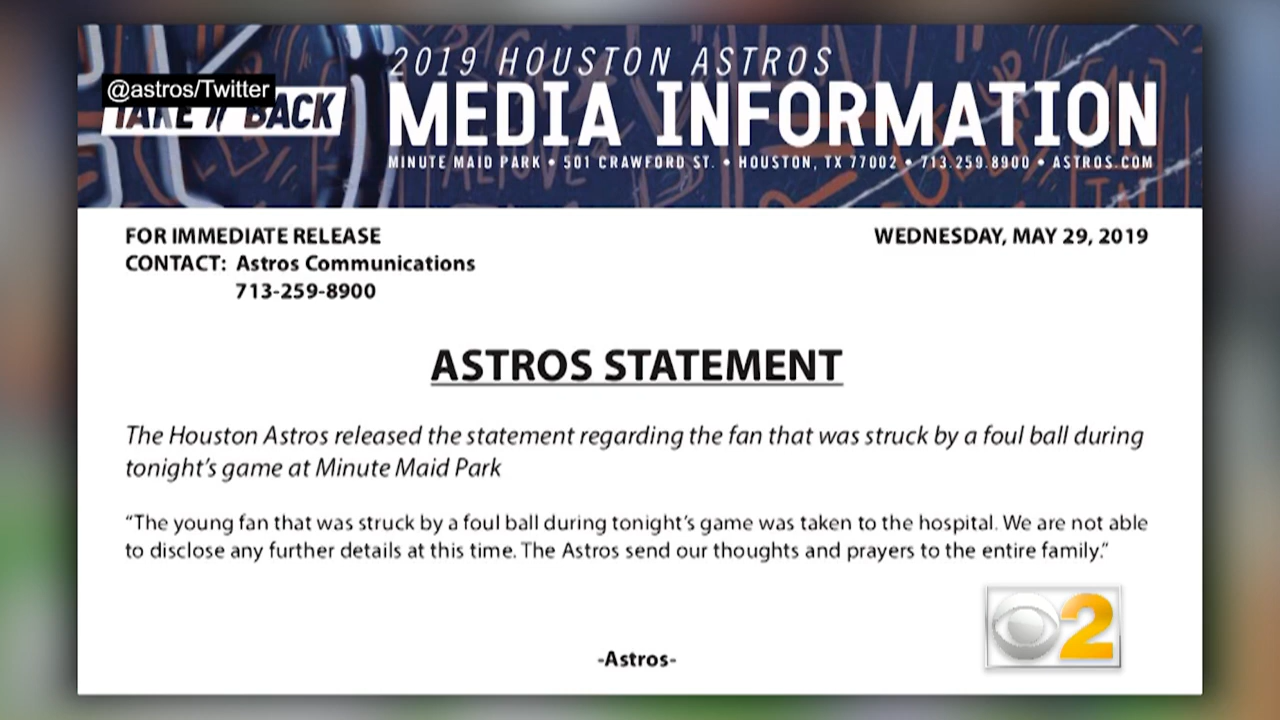 @astros/Twitter
TAKE IT BACK
2019 HOUSTON ASTROS
MEDIA INFORMATION
MINUTE MAID PARK • 501 CRAWFORD ST. • HOUSTON, TX 77002 • 713.259.8900 • ASTROS.COM
FOR IMMEDIATE RELEASE
WEDNESDAY, MAY 29, 2019
CONTACT: Astros Communications
713-259-8900
ASTROS STATEMENT
The Houston Astros released the statement regarding the fan that was struck by a foul ball during
tonight's game at Minute Maid Park
“The young fan that was struck by a foul ball during tonight's game was taken to the hospital. We are not able
to disclose any further details at this time. The Astros send our thoughts and prayers to the entire family.”
2
-Astros-